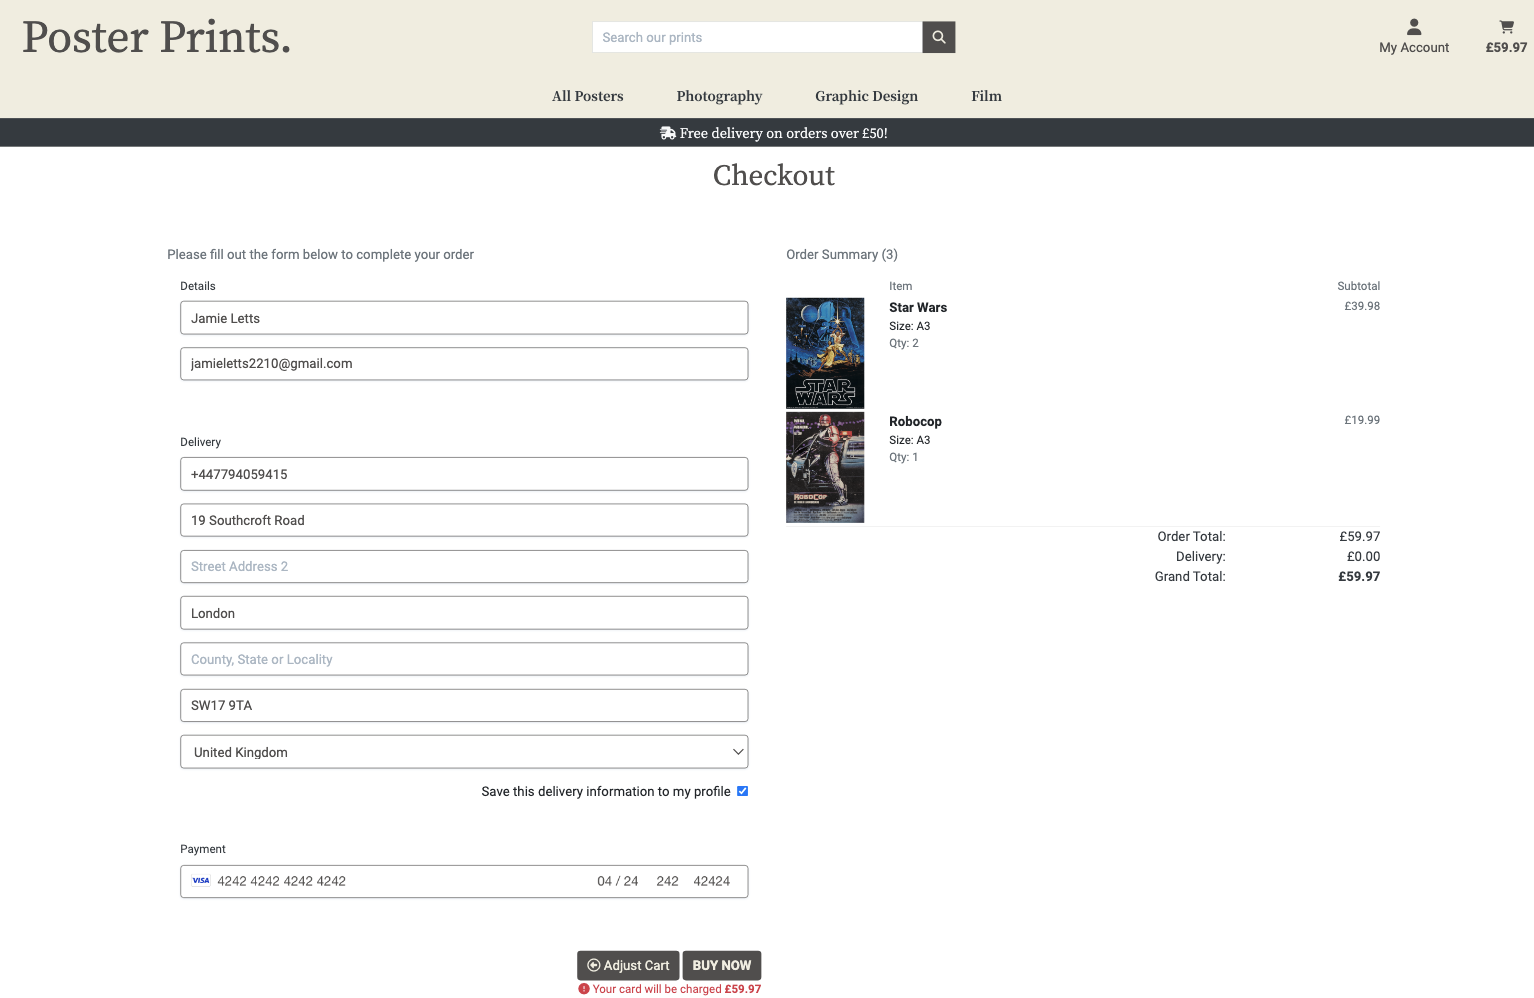 Poster Prints.
Search our prints
My Account
£59.97
All Posters
Photography
Graphic Design
Film
Free delivery on orders over £50!
Checkout
Please fill out the form below to complete your order
Details
Jamie Letts
jamieletts2210@gmail.com
Delivery
+447794059415
19 Southcroft Road
Street Address 2
London
County, State or Locality
SW17 9TA
United Kingdom
Save this delivery information to my profile
Payment
VISA 4242 4242 4242 4242 04 / 24 242 42424
Adjust Cart
BUY NOW
Your card will be charged £59.97
Order Summary (3)
Item Subtotal
Star Wars £39.98
Size: A3
Qty: 2
STAR
WARS
Robocop £19.99
Size: A3
Qty: 1
ROBOCOP
Order Total: £59.97
Delivery: £0.00
Grand Total: £59.97